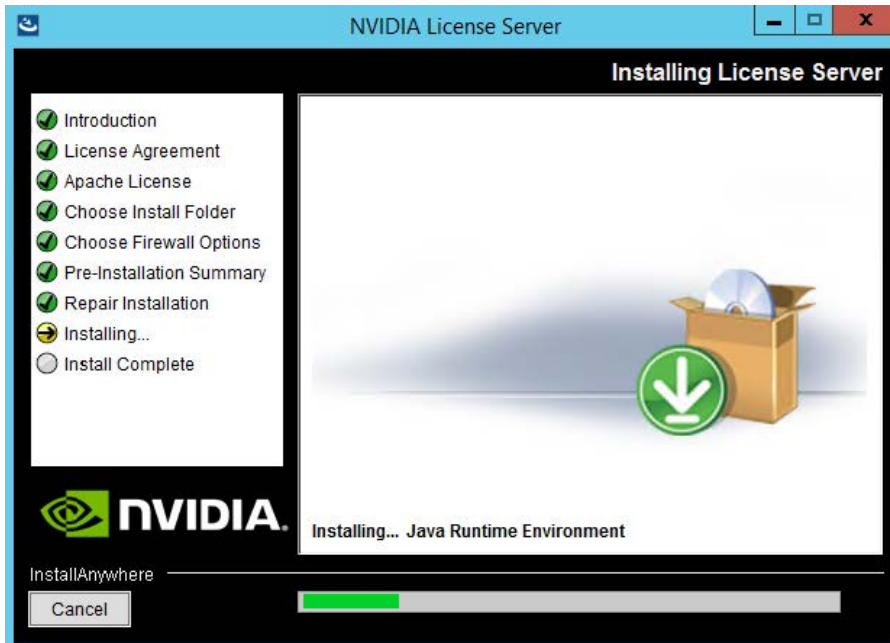 NVIDIA License Server
Installing License Server
Introduction
License Agreement
Apache License
Choose Install Folder
Choose Firewall Options
Pre-Installation Summary
Repair Installation
Installing...
Install Complete
NVIDIA.
Installing... Java Runtime Environment
InstallAnywhere
Cancel